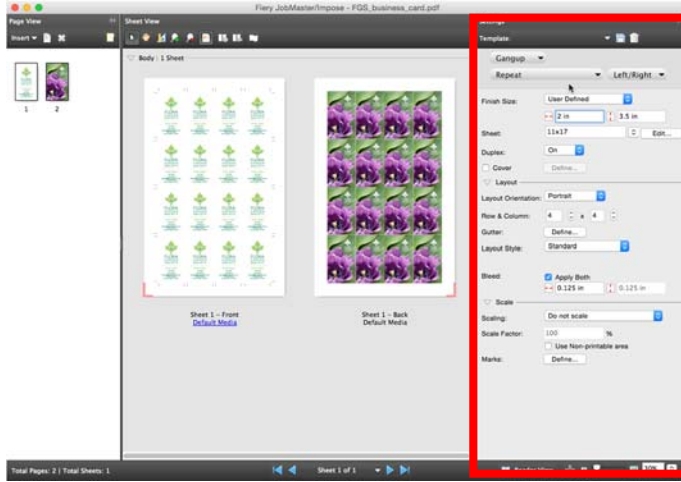 Fiery JobMaster/Impose - FGS_business_card.pdf
Page View
Sheet View
Settings
Insert
Template:
Body : 1 Sheet
Gangup
Repeat
Left/Right
1
2
Finish Size:
User Defined
2 in
3.5 in
Sheet:
11x17
Edit...
Duplex:
On
Cover
Define...
Layout
Layout Orientation:
Portrait
Row & Column:
4 x 4
Gutter:
Define...
Layout Style:
Standard
Bleed:
Apply Both
0.125 in
0.125 in
Scale
Scaling:
Do not scale
Scale Factor:
100 %
Use Non-printable area
Marks:
Define...
Sheet 1 - Front
Default Media
Sheet 1 - Back
Default Media
Total Pages: 2 | Total Sheets: 1
Sheet 1 of 1
30%